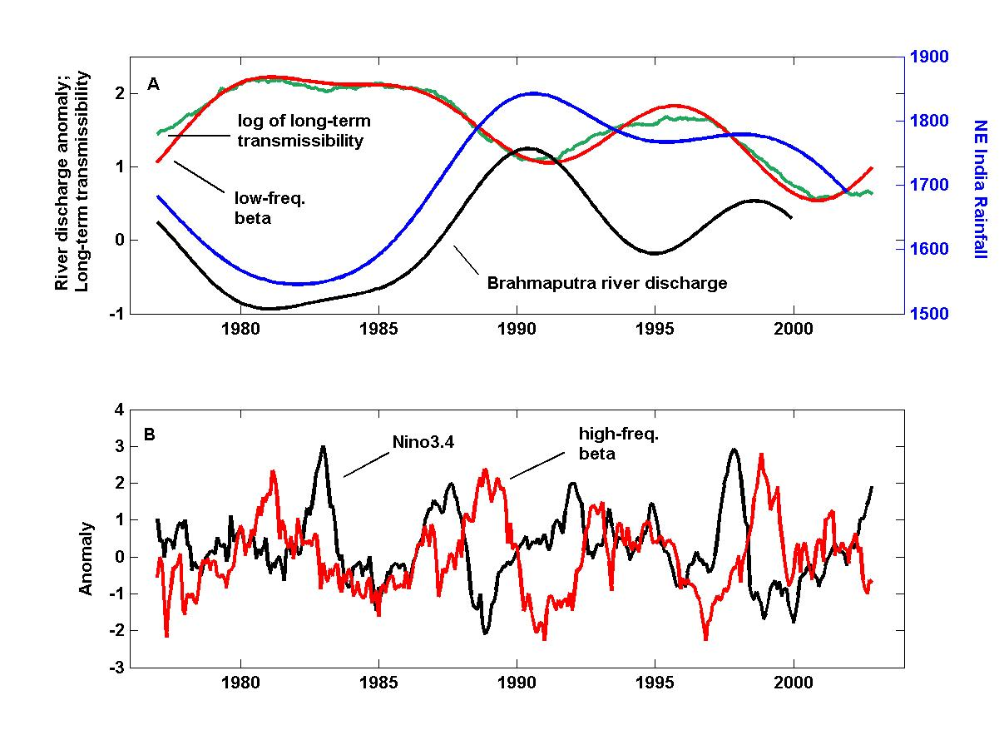 A
River discharge anomaly;
Long-term transmissibility
2
1
0
-1
log of long-term
transmissibility
low-freq.
beta
Brahmaputra river discharge
1900
1800
1700
1600
1500
NE India Rainfall
1980
1985
1990
1995
2000
B
Anomaly
4
3
2
1
0
-1
-2
-3
Nino3.4
high-freq.
beta
1980
1985
1990
1995
2000